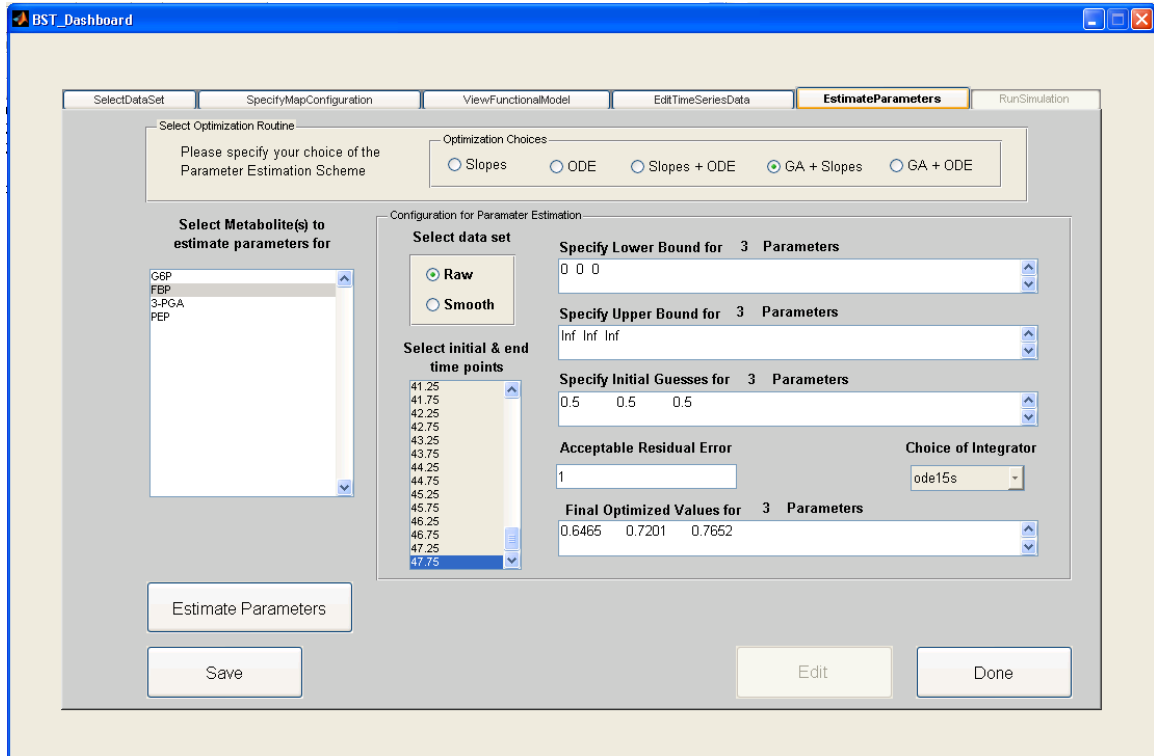 BST_Dashboard
SelectDataSet
SpecifyMapConfiguration
ViewFunctionalModel
EditTimeSeriesData
EstimateParameters
RunSimulation
Select Optimization Routine
Please specify your choice of the
Parameter Estimation Scheme
Optimization Choices
Slopes
ODE
Slopes + ODE
GA + Slopes
GA + ODE
Select Metabolite(s) to
estimate parameters for
G6P
FBP
3-PGA
PEP
Configuration for Paramater Estimation
Select data set
Raw
Smooth
Select initial & end
time points
41.25
41.75
42.25
42.75
43.25
43.75
44.25
44.75
45.25
45.75
46.25
46.75
47.25
47.75
Specify Lower Bound for 3 Parameters
0 0 0
Specify Upper Bound for 3 Parameters
Inf Inf Inf
Specify Initial Guesses for 3 Parameters
0.5 0.5 0.5
Acceptable Residual Error
1
Choice of Integrator
ode15s
Final Optimized Values for 3 Parameters
0.6465 0.7201 0.7652
Estimate Parameters
Save
Edit
Done